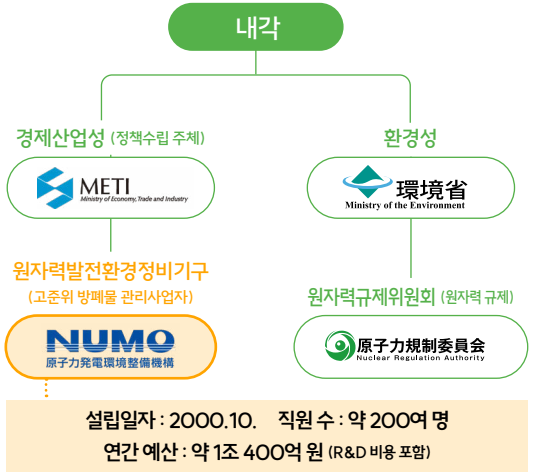 내각
경제산업성 (정책수립 주체)
METI
Ministry of Economy, Trade and Industry
환경성
環境省
Ministry of the Environment
원자력발전환경정비기구
(고준위 방폐물 관리사업자)
NUMO
原子力発電環境整備機構
원자력규제위원회 (원자력 규제)
原子力規制委員会
Nuclear Regulation Authority
설립일자 : 2000.10. 직원 수 : 약 200여 명
연간 예산 : 약 1조 400억 원 (R&D 비용 포함)